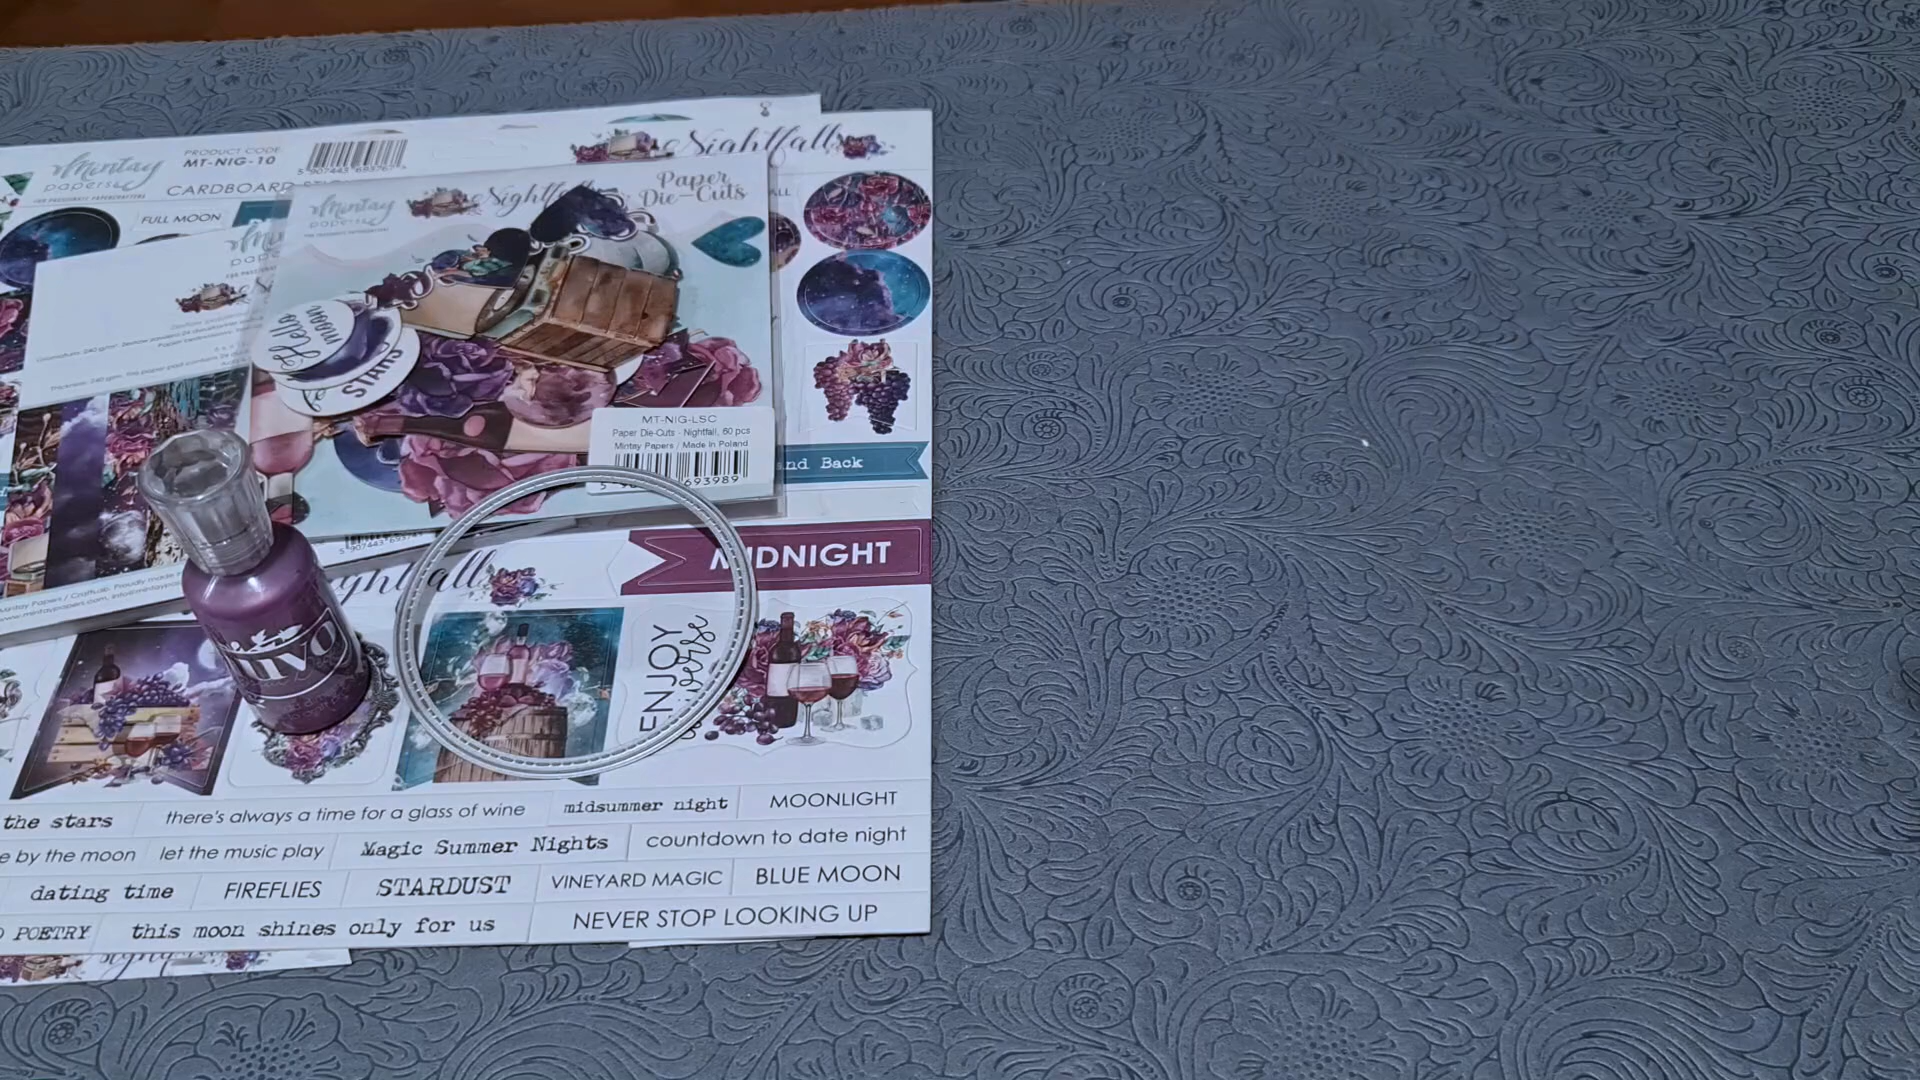 PRODUCT CODE
MT-NIG-10
mintay
papers
CARDBOARD
Nightfall
FULL MOON
mintay
papers
Nightfall
Paper
Die-Cuts
Hello
moon
STARS
MT-NIG-LSC
Paper Die-Cuts - Nightfall, 60 pcs
Mintay Papers / Made in Poland
693989
and Back
MIDNIGHT
nuvo
ENJOY
the stars
there's always a time for a glass of wine
midsummer night
MOONLIGHT
by the moon
let the music play
Magic Summer Nights
countdown to date night
dating time
FIREFLIES
STARDUST
VINEYARD MAGIC
BLUE MOON
POETRY
this moon shines only for us
NEVER STOP LOOKING UP